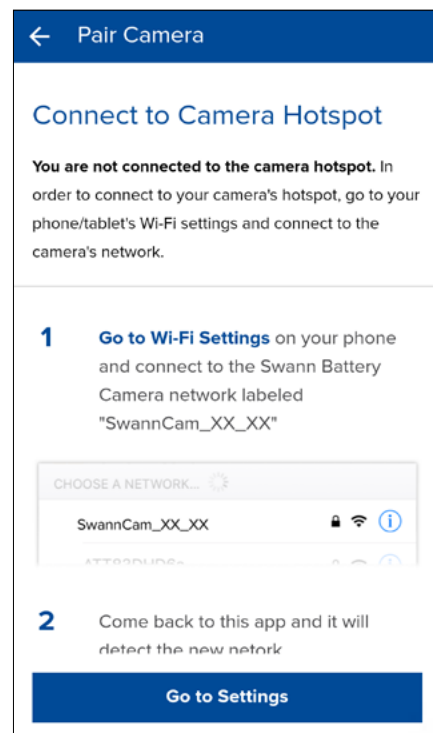 Pair Camera
Connect to Camera Hotspot
You are not connected to the camera hotspot. In
order to connect to your camera's hotspot, go to your
phone/tablet's Wi-Fi settings and connect to the
camera's network.
1 Go to Wi-Fi Settings on your phone
and connect to the Swann Battery
Camera network labeled
"SwannCam_XX_XX"
CHOOSE A NETWORK...
SwannCam_XX_XX
2 Come back to this app and it will
detect the new netork
Go to Settings